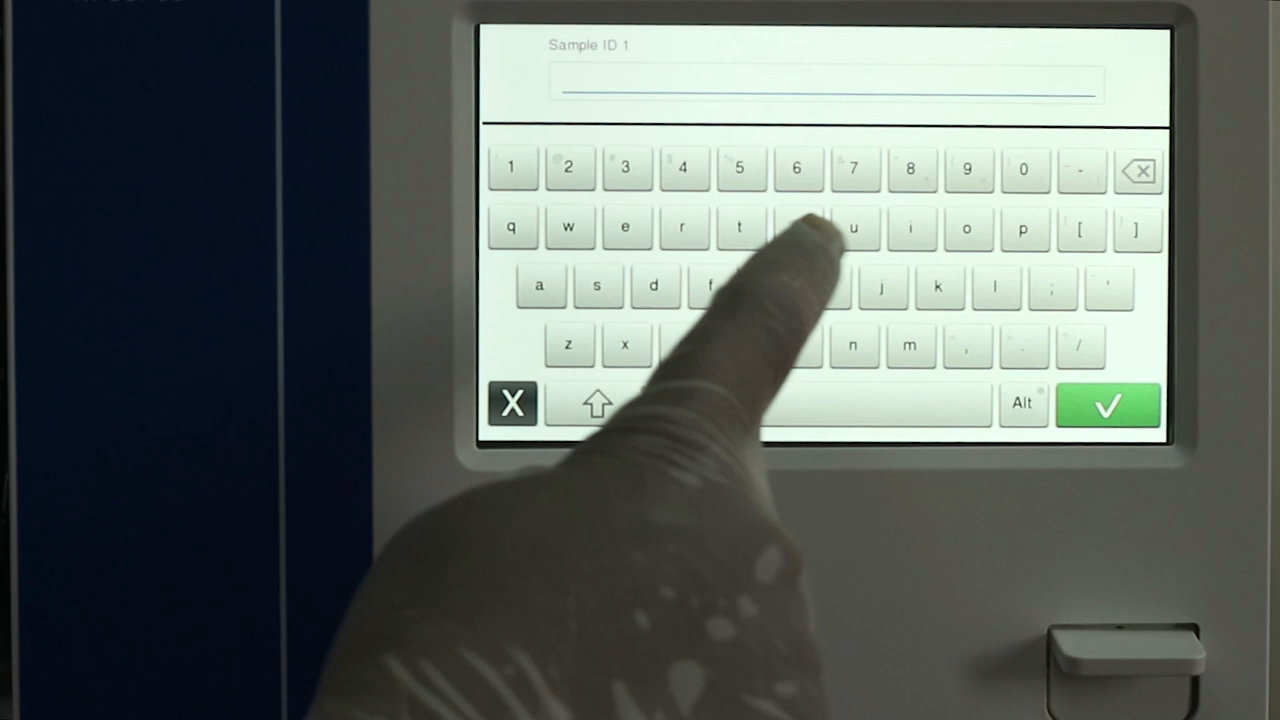 Sample ID 1
1 @ 2 # 3 $ 4 % 5 6 & 7 * 8 ( 9 ) 0 _ -
q w e r t u i o p { [ } ]
a s d f j k l ; '
z x n m , . ? /
X Alt